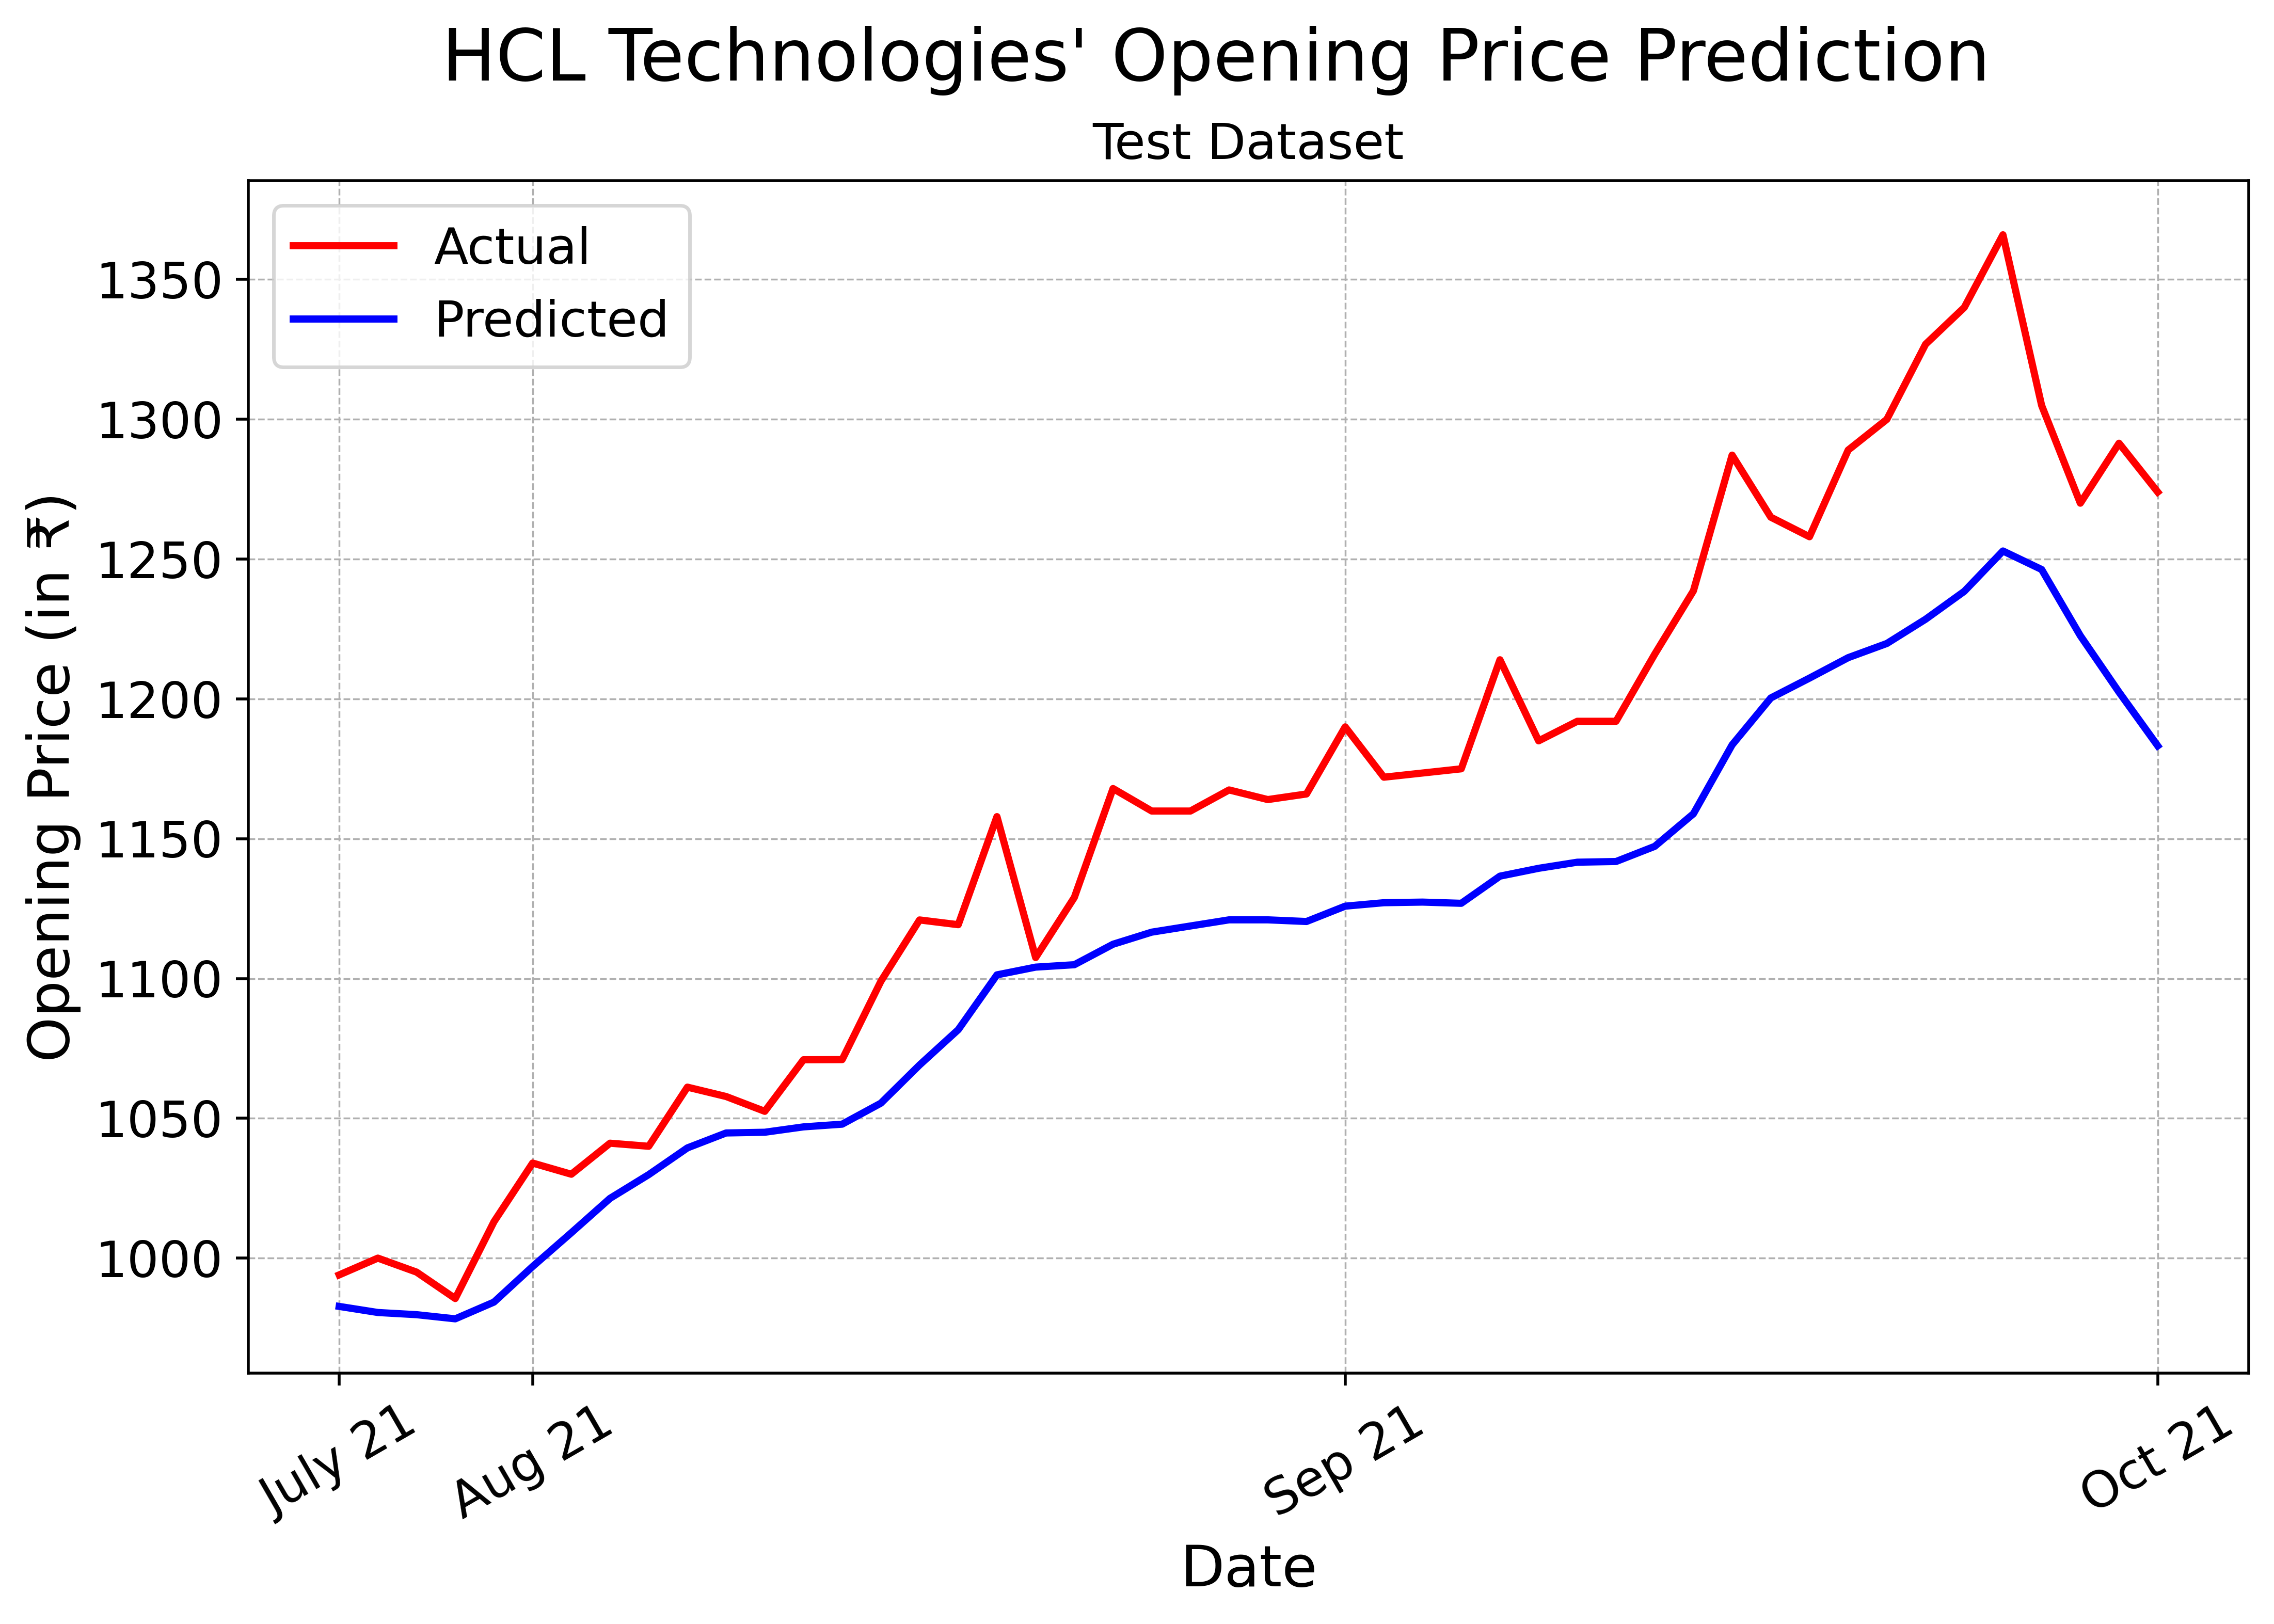 HCL Technologies' Opening Price Prediction
Test Dataset
Actual
Predicted
Opening Price (in ₹)
1350
1300
1250
1200
1150
1100
1050
1000
July 21
Aug 21
Sep 21
Oct 21
Date